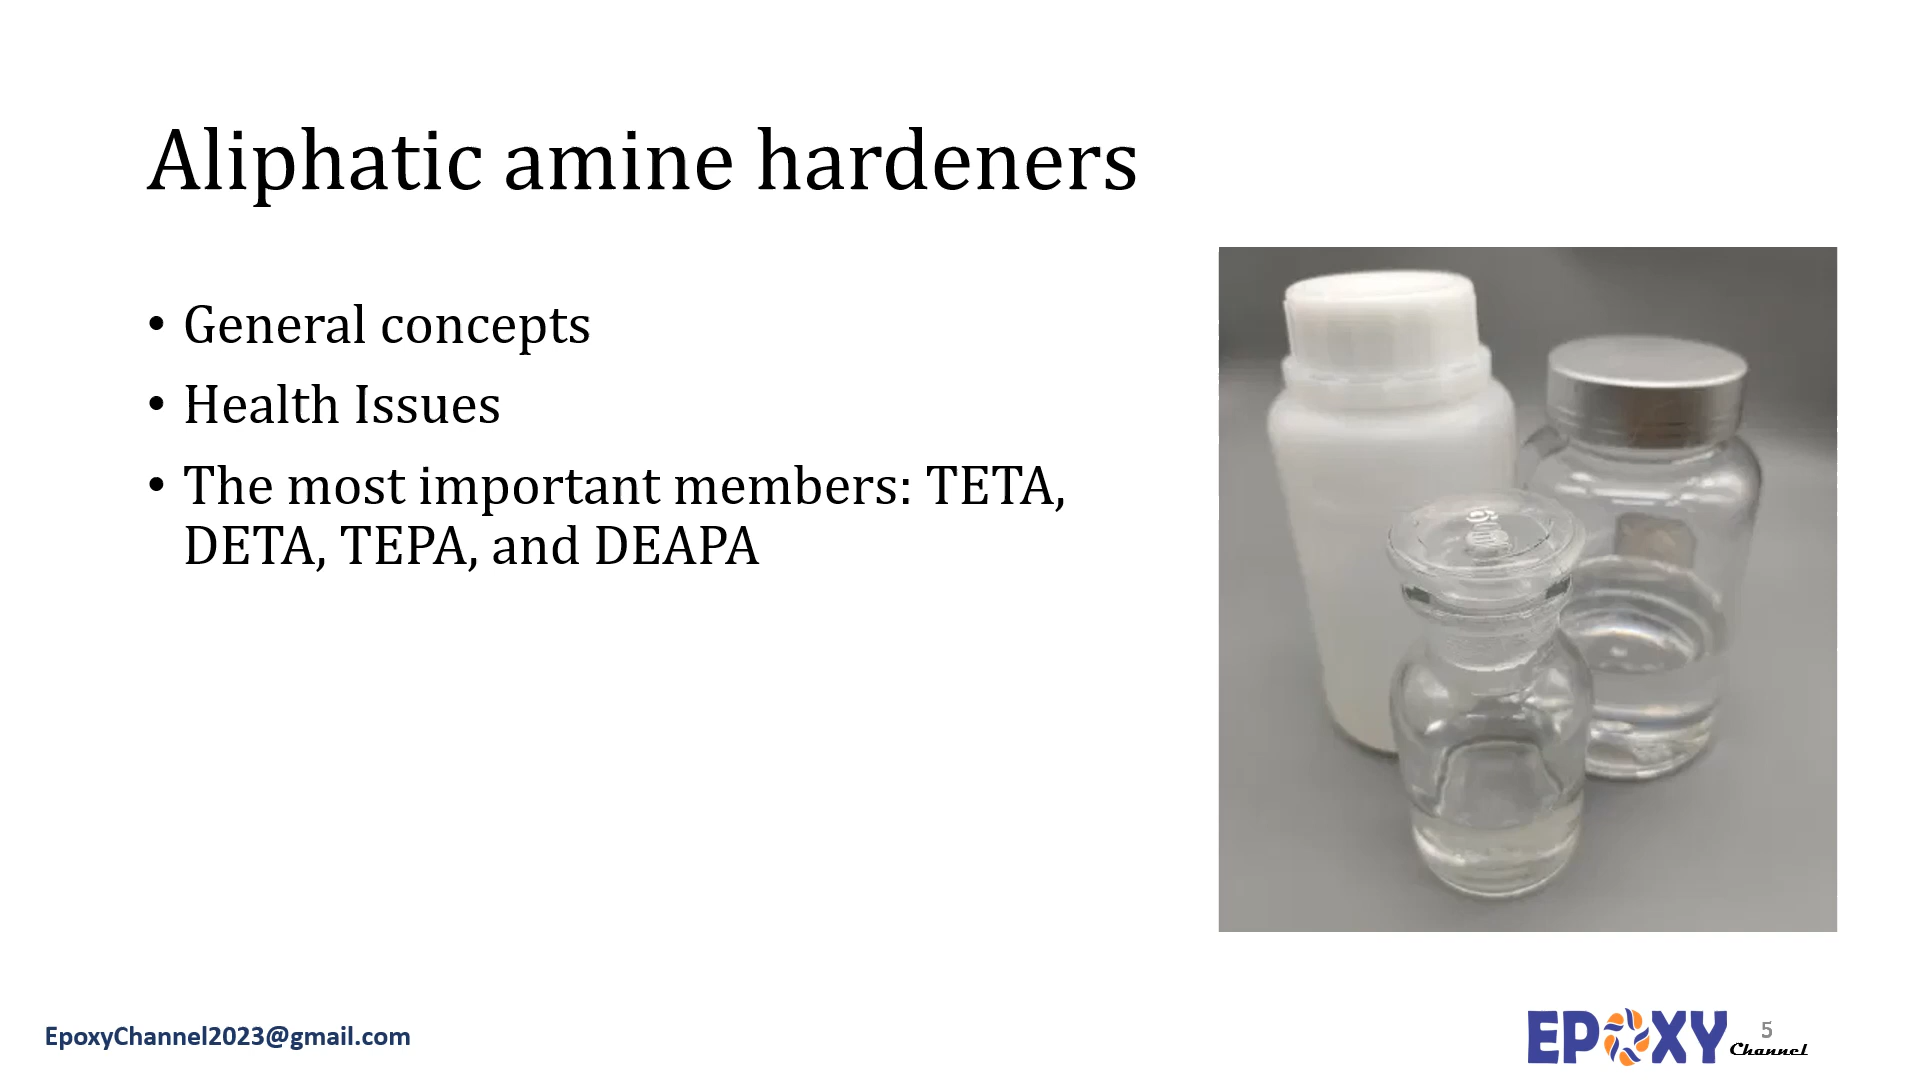 Aliphatic amine hardeners
• General concepts
• Health Issues
• The most important members: TETA,
DETA, TEPA, and DEAPA
EpoxyChannel2023@gmail.com
EPOXY
Channel
5